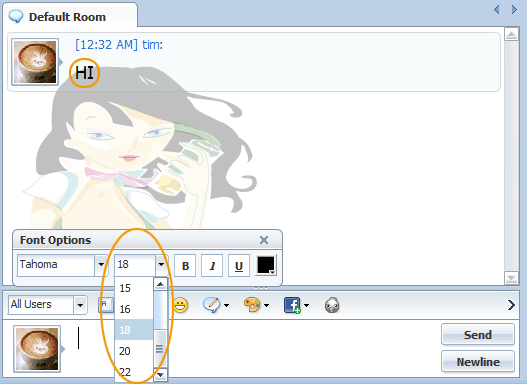 Default Room
[12:32 AM] tim:
HI
Font Options
Tahoma
18
B
I
U
15
16
18
20
22
All Users
A
Send
Newline